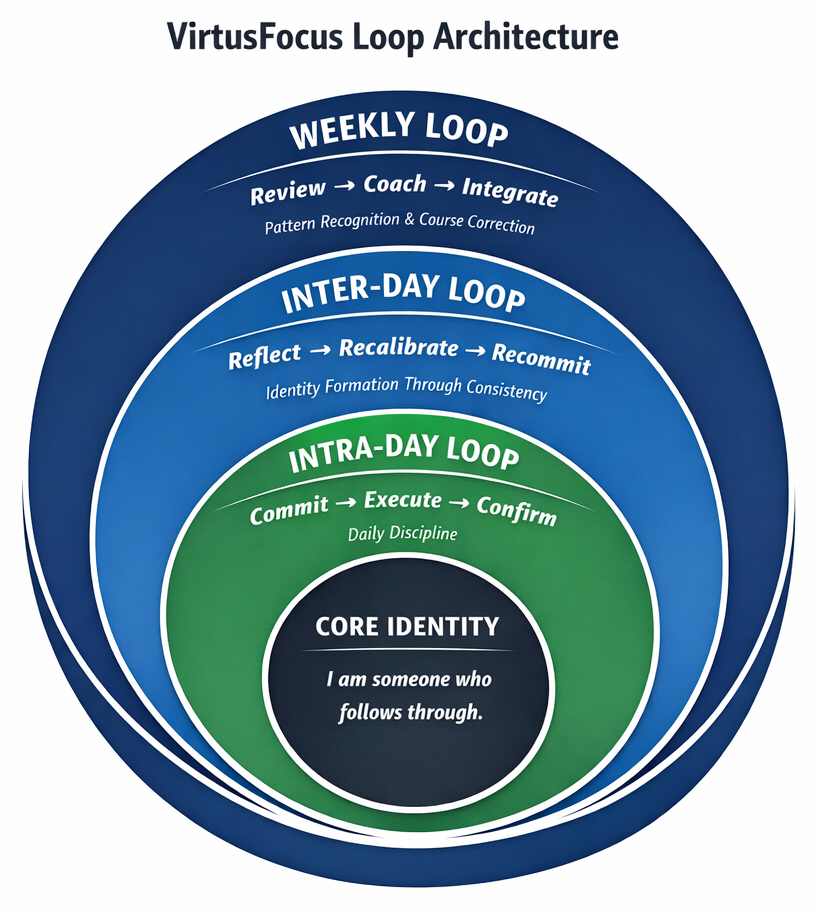 VirtusFocus Loop Architecture
WEEKLY LOOP
Review → Coach → Integrate
Pattern Recognition & Course Correction
INTER-DAY LOOP
Reflect → Recalibrate → Recommit
Identity Formation Through Consistency
INTRA-DAY LOOP
Commit → Execute → Confirm
Daily Discipline
CORE IDENTITY
I am someone who
follows through.